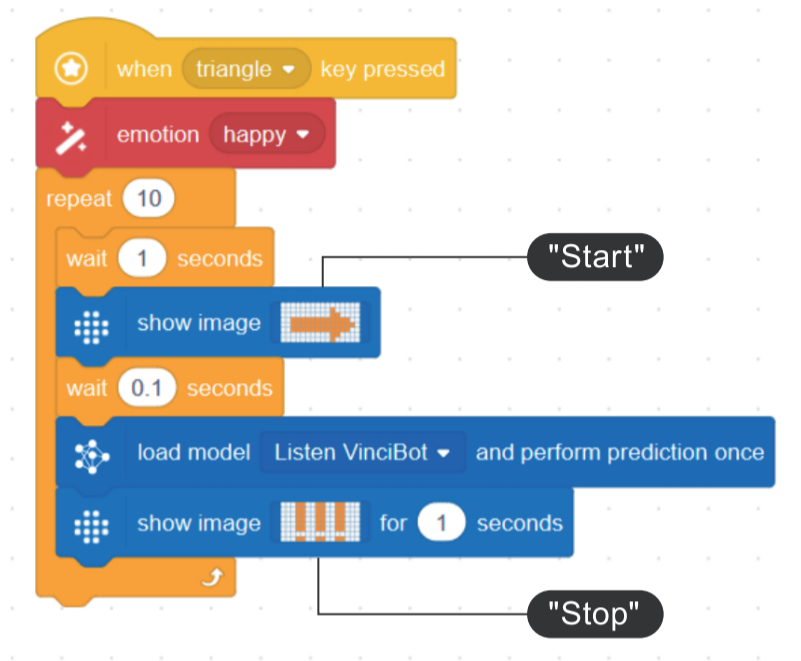 when triangle key pressed
emotion happy
repeat 10
wait 1 seconds
"Start"
show image
wait 0.1 seconds
load model Listen VinciBot and perform prediction once
show image for 1 seconds
"Stop"